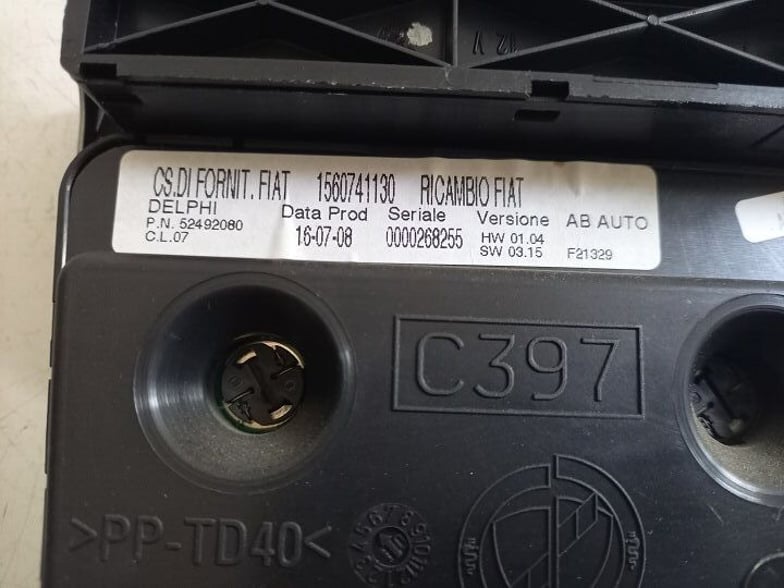 12 V
CS.DI FORNIT. FIAT 1560741130 RICAMBIO FIAT
DELPHI Data Prod Seriale Versione AB AUTO
P.N. 52492080 16-07-08 0000268255 HW 01.04
C.L.07 SW 03.15 F21329
C397
>PP-TD40<